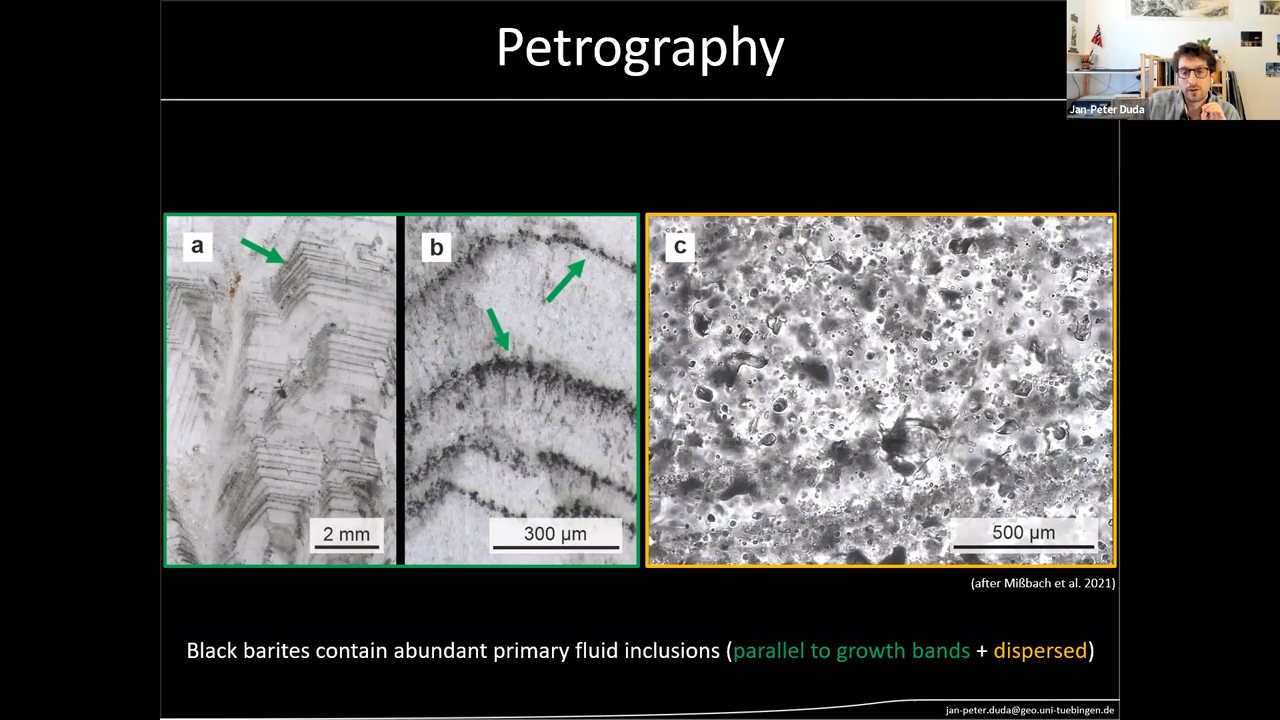 Petrography
Jan-Peter Duda
a
b
c
2 mm
300 µm
500 µm
(after Mißbach et al. 2021)
Black barites contain abundant primary fluid inclusions (parallel to growth bands + dispersed)
jan-peter.duda@geo.uni-tuebingen.de